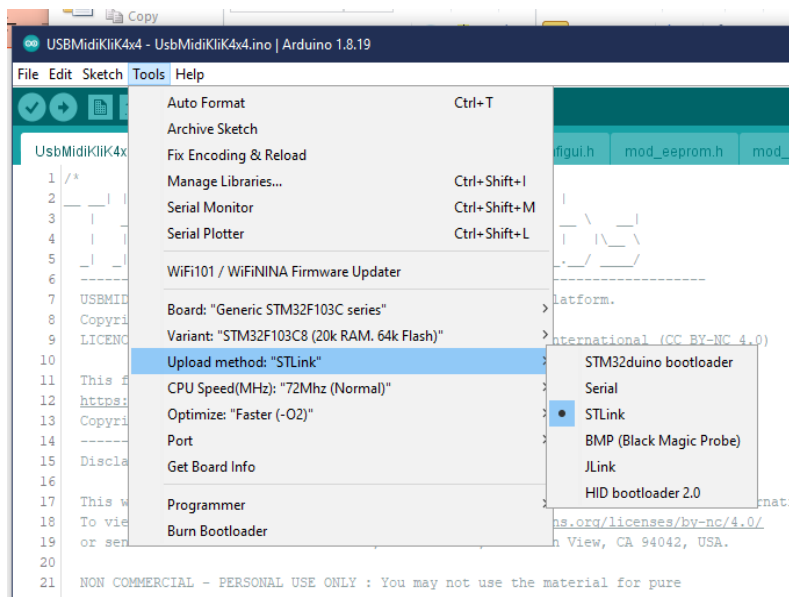 Copy
USBMidiKliK4x4 - UsbMidiKliK4x4.ino | Arduino 1.8.19
File Edit Sketch Tools Help
UsbMidiKliK4x
figui.h
mod_eeprom.h
mod_
Auto Format Ctrl+T
Archive Sketch
Fix Encoding & Reload
Manage Libraries... Ctrl+Shift+I
Serial Monitor Ctrl+Shift+M
Serial Plotter Ctrl+Shift+L
WiFi101 / WiFiNINA Firmware Updater
Board: "Generic STM32F103C series"
Variant: "STM32F103C8 (20k RAM. 64k Flash)"
Upload method: "STLink"
CPU Speed(MHz): "72Mhz (Normal)"
Optimize: "Faster (-O2)"
Port
Get Board Info
Programmer
Burn Bootloader
STM32duino bootloader
Serial
STLink
BMP (Black Magic Probe)
JLink
HID bootloader 2.0
1 /*
2
3
4
5
6 ----
7 USBMID latform.
8 Copyri
9 LICENC nternational (CC BY-NC 4.0)
10
11 This f
12 https:
13 Copyri
14 ----
15 Discla
16
17 This w nat
18 To vie ns.org/licenses/by-nc/4.0/
19 or sen n View, CA 94042, USA.
20
21 NON COMMERCIAL - PERSONAL USE ONLY : You may not use the material for pure